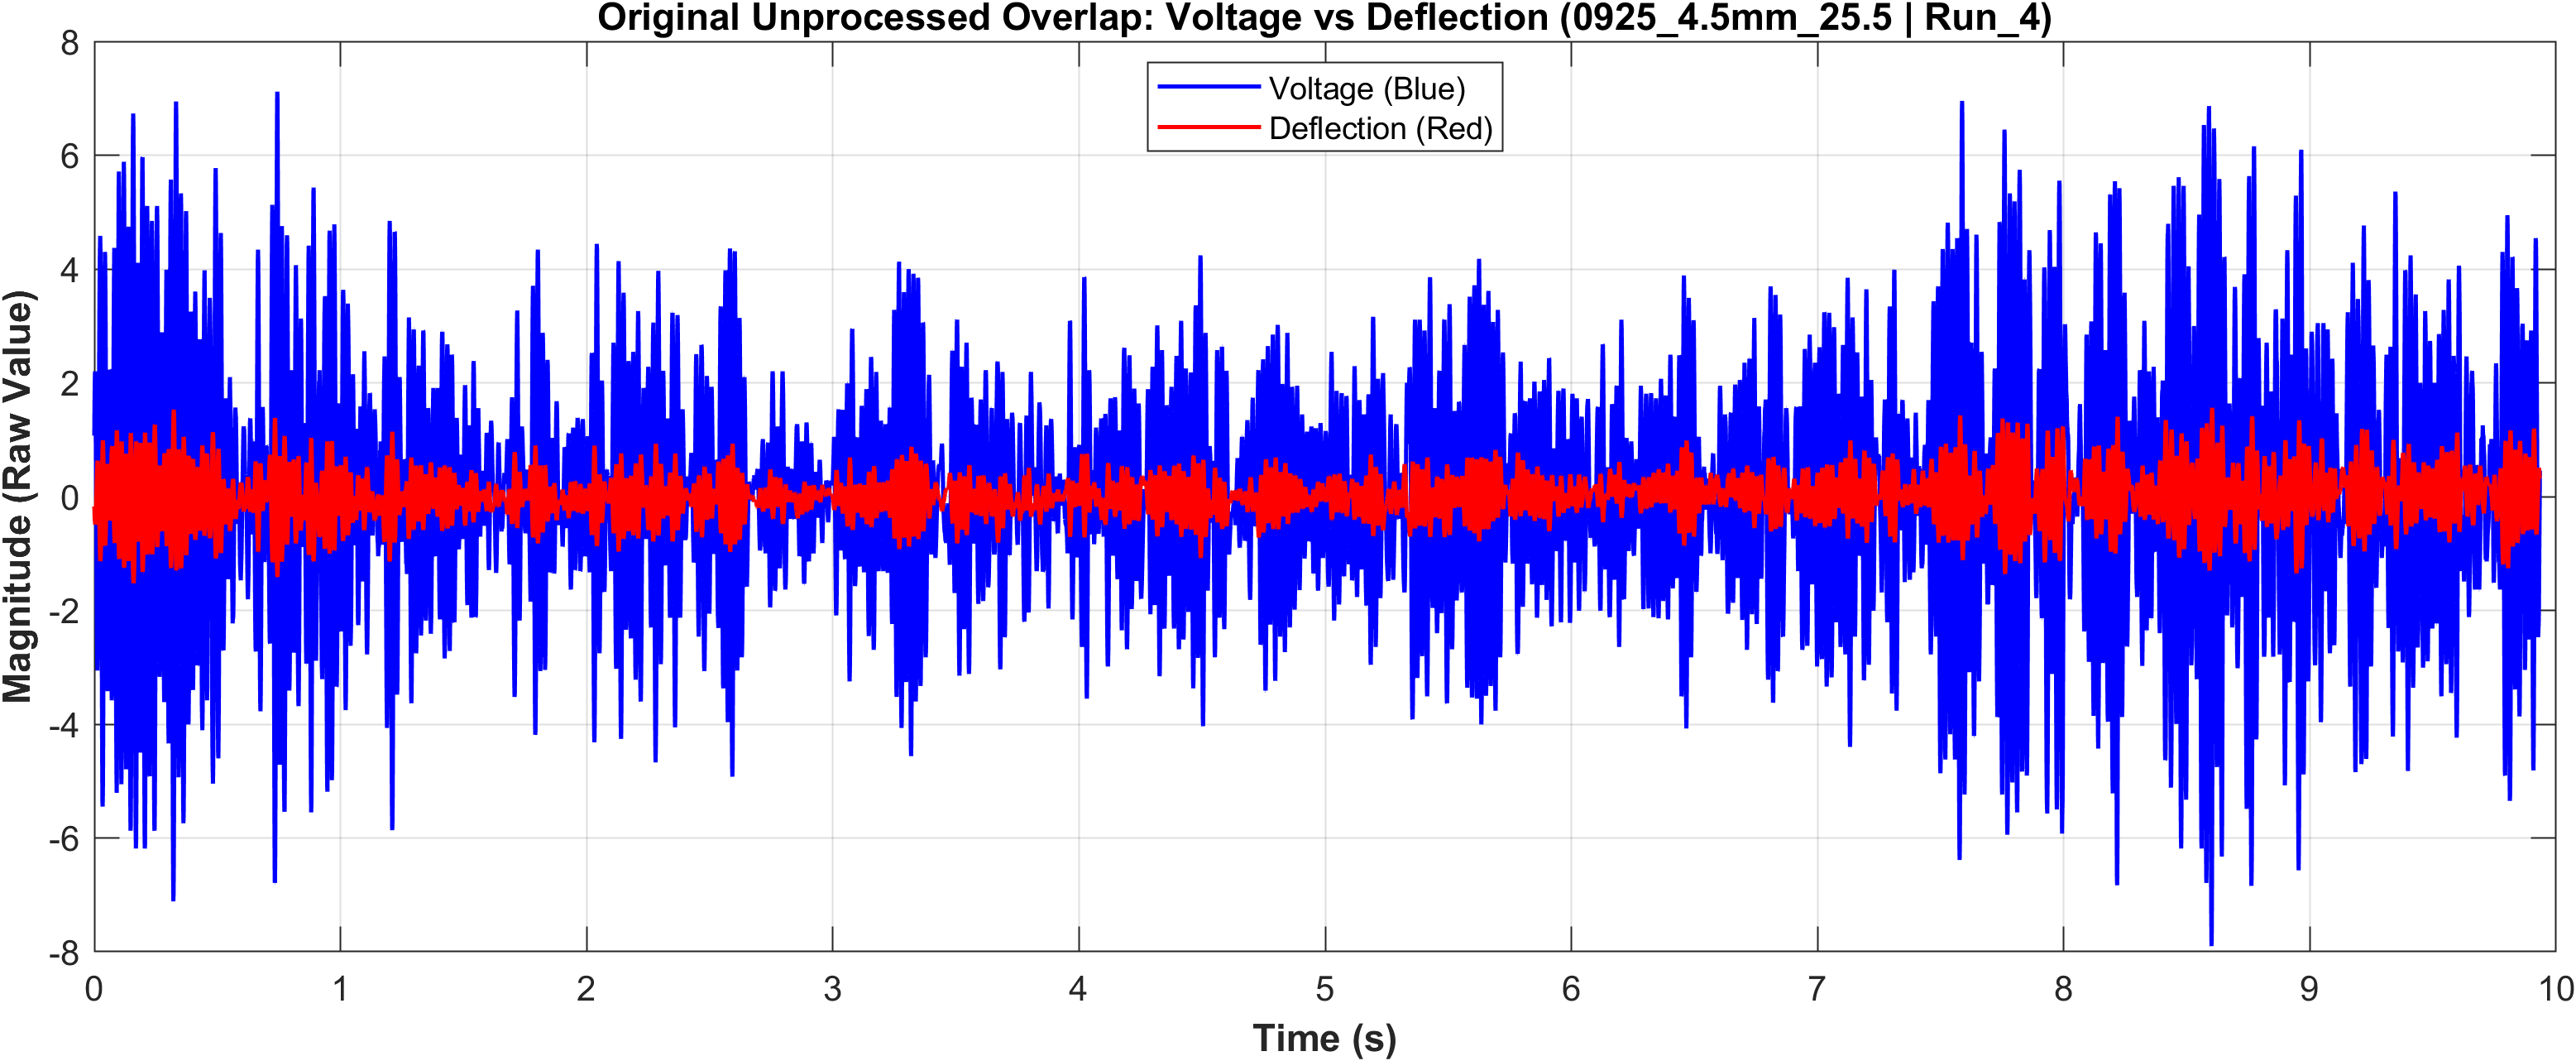 Original Unprocessed Overlap: Voltage vs Deflection (0925_4.5mm_25.5 | Run_4)
Voltage (Blue)
Deflection (Red)
Magnitude (Raw Value)
8
6
4
2
0
-2
-4
-6
-8
0 1 2 3 4 5 6 7 8 9 10
Time (s)